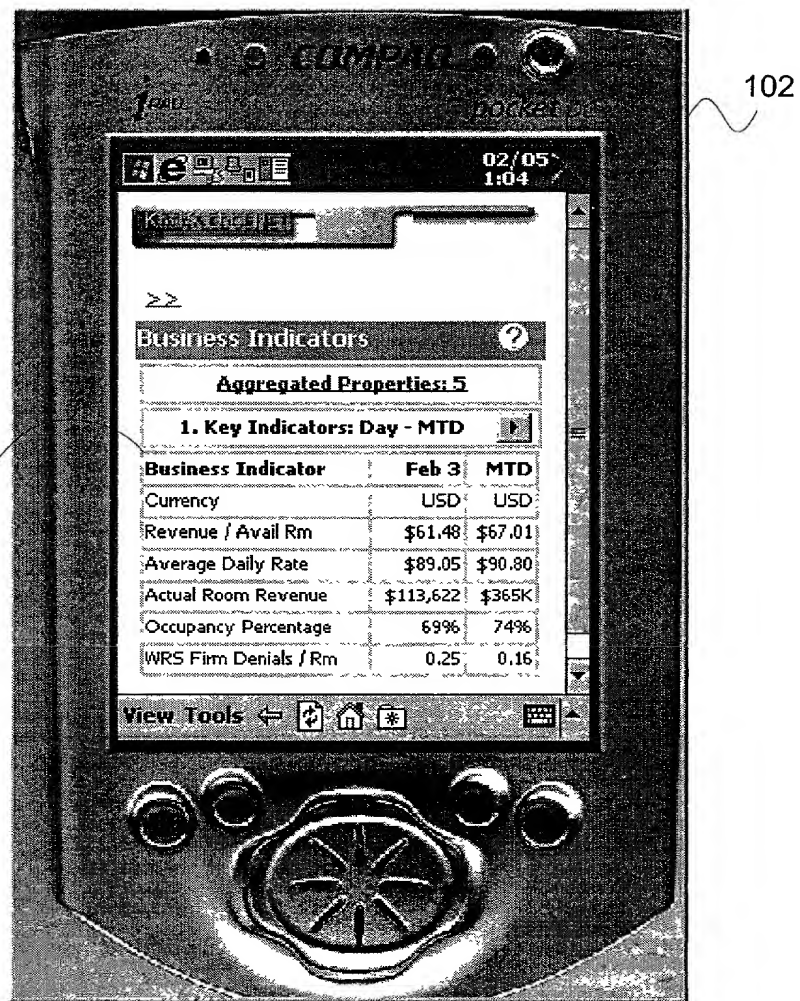 COMPAQ
iPAQ
pocket pc
102
02/05
1:04
>>
Business Indicators ?
Aggregated Properties: 5
1. Key Indicators: Day - MTD
Business Indicator Feb 3 MTD
Currency USD USD
Revenue / Avail Rm $61.48 $67.01
Average Daily Rate $89.05 $90.80
Actual Room Revenue $113,622 $365K
Occupancy Percentage 69% 74%
WRS Firm Denials / Rm 0.25 0.16
View Tools